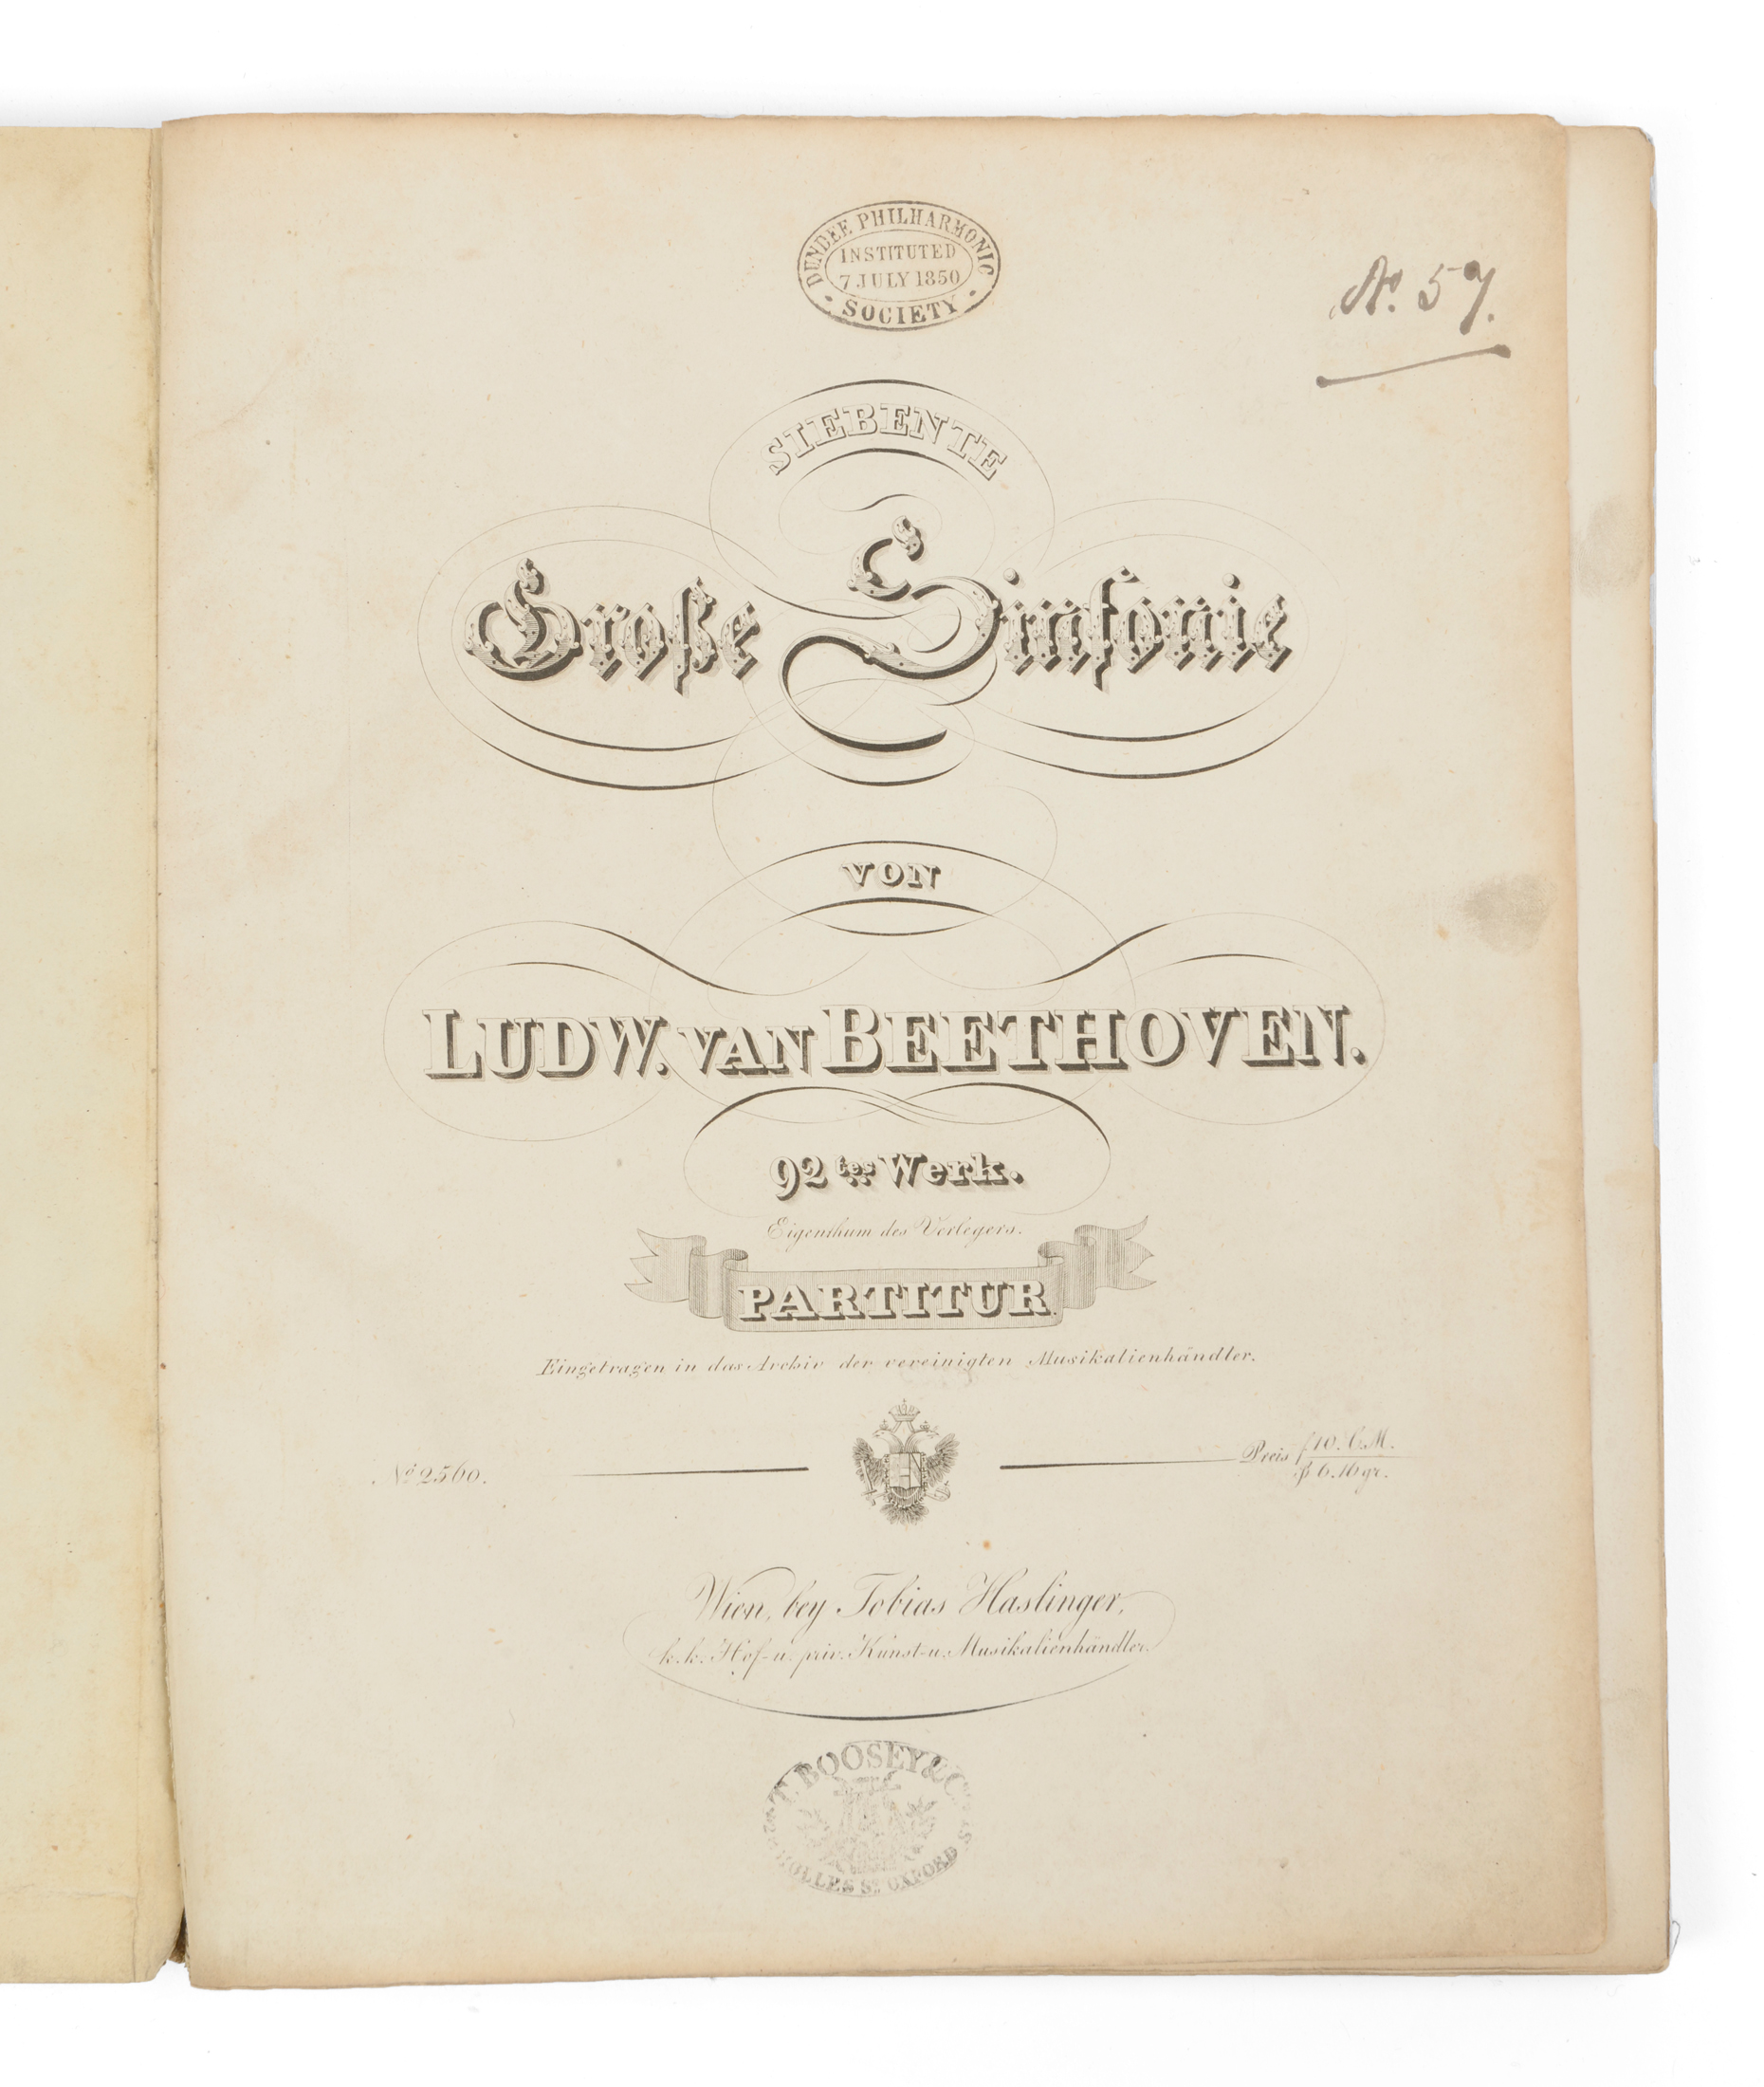 DUNDEE PHILHARMONIC
INSTITUTED
7 JULY 1850
SOCIETY
No. 57.
SIEBENTE
Große Sinfonie
VON
LUDW. VAN BEETHOVEN.
92tes Werk.
Eigenthum des Verlegers.
PARTITUR
Eingetragen in das Archiv der vereinigten Musikalienhändler.
No 2560.
Preis f 10. C.M.
6. 16 gr.
Wien, bey Tobias Haslinger,
k.k. Hof- u. priv. Kunst- u. Musikalienhändler.
T. BOOSEY & Co.
HOLLES St. OXFORD St.